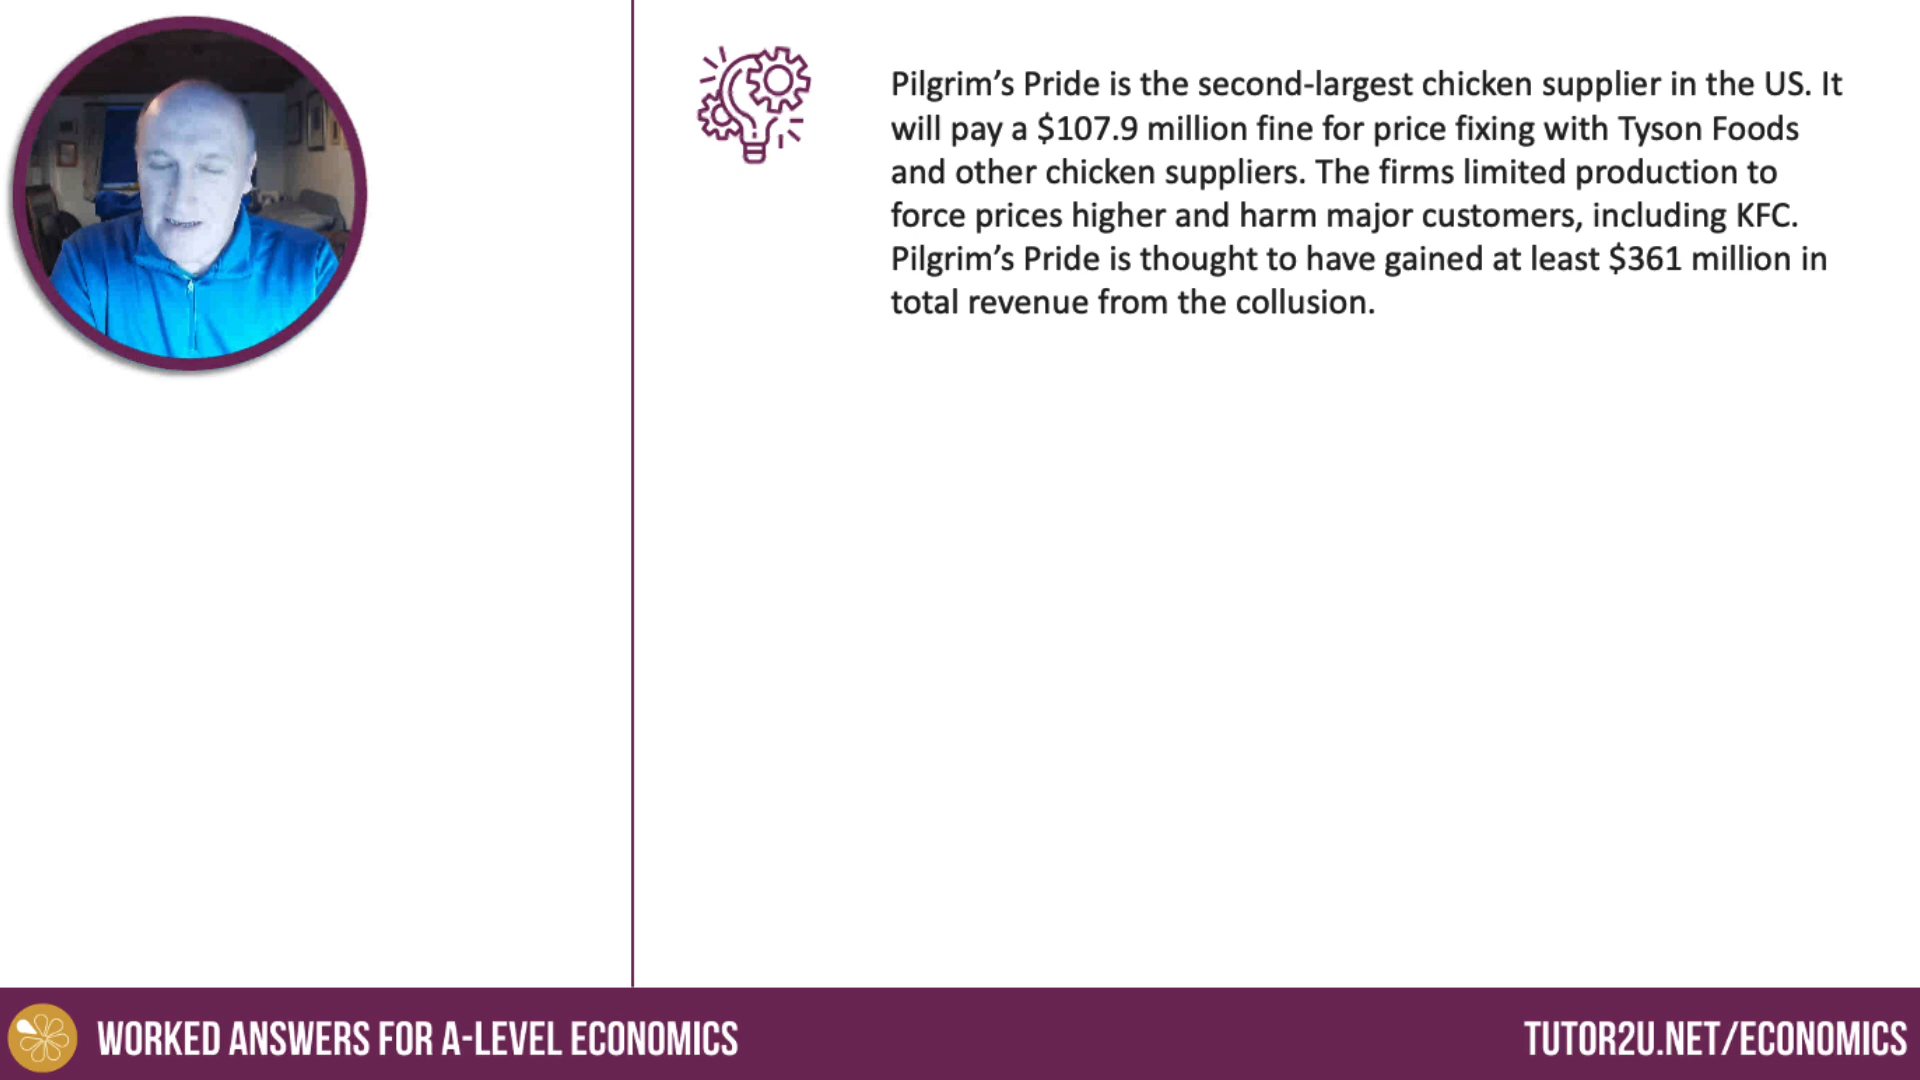 Pilgrim’s Pride is the second-largest chicken supplier in the US. It
will pay a $107.9 million fine for price fixing with Tyson Foods
and other chicken suppliers. The firms limited production to
force prices higher and harm major customers, including KFC.
Pilgrim’s Pride is thought to have gained at least $361 million in
total revenue from the collusion.
WORKED ANSWERS FOR A-LEVEL ECONOMICS
TUTOR2U.NET/ECONOMICS